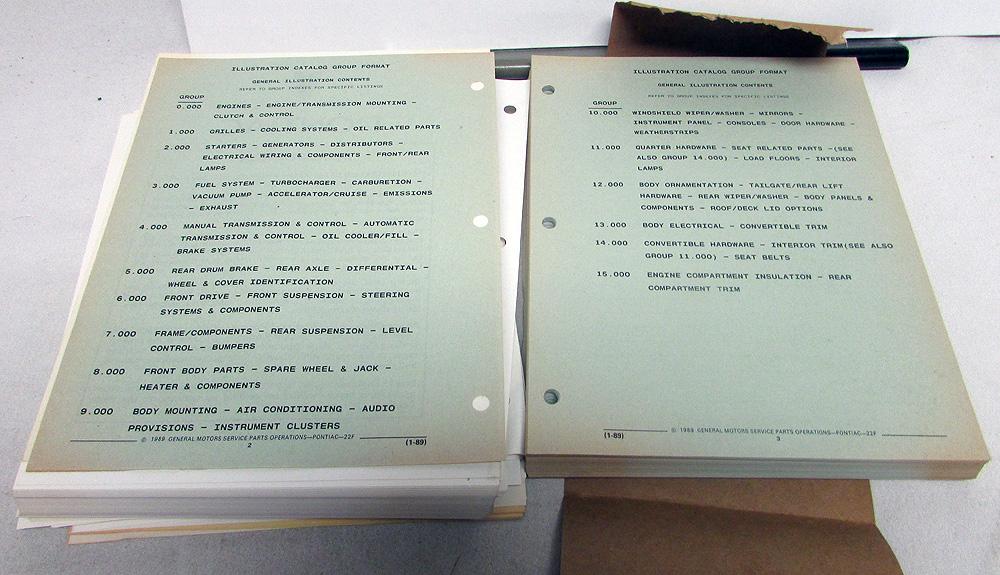 ILLUSTRATION CATALOG GROUP FORMAT
GENERAL ILLUSTRATION CONTENTS
REFER TO GROUP INDEXES FOR SPECIFIC LISTINGS
GROUP
0.000 ENGINES - ENGINE/TRANSMISSION MOUNTING -
CLUTCH & CONTROL
1.000 GRILLES - COOLING SYSTEMS - OIL RELATED PARTS
2.000 STARTERS - GENERATORS - DISTRIBUTORS -
ELECTRICAL WIRING & COMPONENTS - FRONT/REAR
LAMPS
3.000 FUEL SYSTEM - TURBOCHARGER - CARBURETION -
VACUUM PUMP - ACCELERATOR/CRUISE - EMISSIONS
- EXHAUST
4.000 MANUAL TRANSMISSION & CONTROL - AUTOMATIC
TRANSMISSION & CONTROL - OIL COOLER/FILL -
BRAKE SYSTEMS
5.000 REAR DRUM BRAKE - REAR AXLE - DIFFERENTIAL -
WHEEL & COVER IDENTIFICATION
6.000 FRONT DRIVE - FRONT SUSPENSION - STEERING
SYSTEMS & COMPONENTS
7.000 FRAME/COMPONENTS - REAR SUSPENSION - LEVEL
CONTROL - BUMPERS
8.000 FRONT BODY PARTS - SPARE WHEEL & JACK -
HEATER & COMPONENTS
9.000 BODY MOUNTING - AIR CONDITIONING - AUDIO
PROVISIONS - INSTRUMENT CLUSTERS
© 1989 GENERAL MOTORS SERVICE PARTS OPERATIONS—PONTIAC—22F
2 (1-89)
ILLUSTRATION CATALOG GROUP FORMAT
GENERAL ILLUSTRATION CONTENTS
REFER TO GROUP INDEXES FOR SPECIFIC LISTINGS
GROUP
10.000 WINDSHIELD WIPER/WASHER - MIRRORS -
INSTRUMENT PANEL - CONSOLES - DOOR HARDWARE -
WEATHERSTRIPS
11.000 QUARTER HARDWARE - SEAT RELATED PARTS -(SEE
ALSO GROUP 14.000) - LOAD FLOORS - INTERIOR
LAMPS
12.000 BODY ORNAMENTATION - TAILGATE/REAR LIFT
HARDWARE - REAR WIPER/WASHER - BODY PANELS &
COMPONENTS - ROOF/DECK LID OPTIONS
13.000 BODY ELECTRICAL - CONVERTIBLE TRIM
14.000 CONVERTIBLE HARDWARE - INTERIOR TRIM(SEE ALSO
GROUP 11.000) - SEAT BELTS
15.000 ENGINE COMPARTMENT INSULATION - REAR
COMPARTMENT TRIM
© 1989 GENERAL MOTORS SERVICE PARTS OPERATIONS—PONTIAC—22F
(1-89) 3